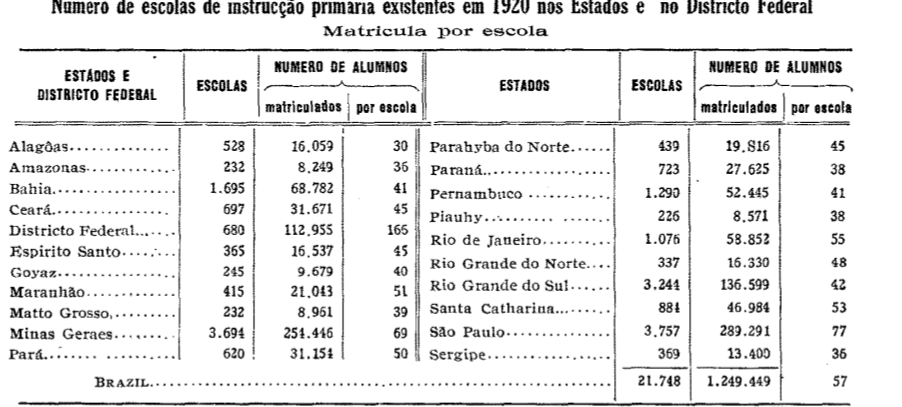 Numero de escolas de instrucção primaria existentes em 1920 nos Estados e no Districto Federal
Matricula por escola
ESTADOS E DISTRICTO FEDERAL | ESCOLAS | NUMERO DE ALUMNOS matriculados | por escola | ESTADOS | ESCOLAS | NUMERO DE ALUMNOS matriculados | por escola
Alagôas 528 16,059 30 Parahyba do Norte 439 19,816 45
Amazonas 232 8,249 36 Paraná 723 27.625 38
Bahia 1.695 68.782 41 Pernambuco 1.290 52.445 41
Ceará 697 31.671 45 Piauhy 226 8,571 38
Districto Federal 680 112,955 166 Rio de Janeiro 1.076 58.852 55
Espirito Santo 365 16,537 45 Rio Grande do Norte 337 16.330 48
Goyaz 245 9.679 40 Rio Grande do Sul 3.244 136.599 42
Maranhão 415 21,043 51 Santa Catharina 884 46.984 53
Matto Grosso 232 8,961 39 São Paulo 3.757 289.291 77
Minas Geraes 3.694 254.446 69 Sergipe 369 13.400 36
Pará 620 31.154 50
BRAZIL 21.748 1.249.449 57